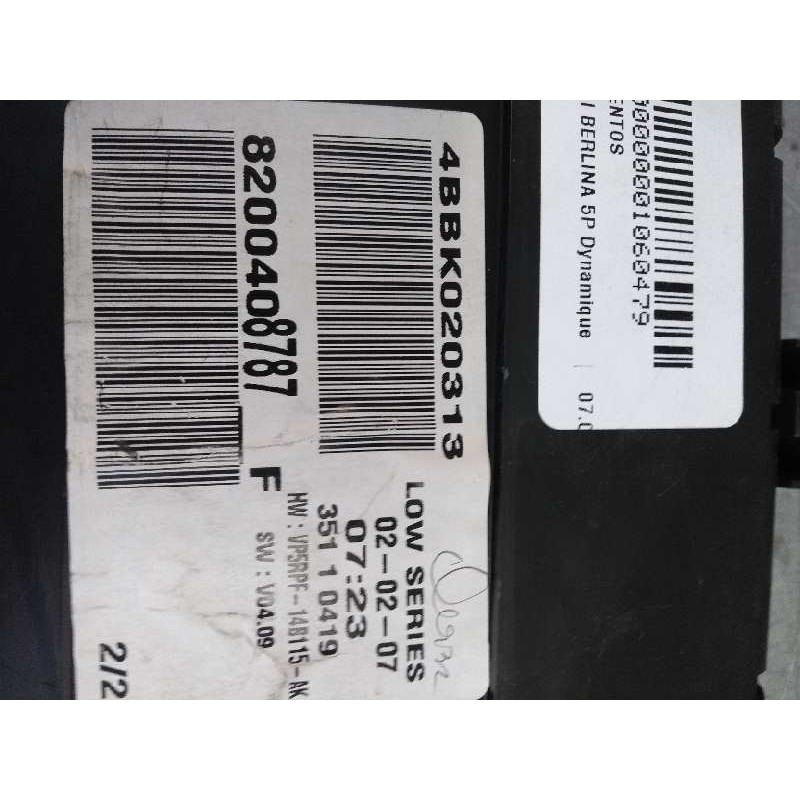 4BBK020313
8200408787
F
LOW SERIES
02-02-07
07:23
351 1 0419
HW : VP5RPF-14B115-AK
SW : V04.09
2/2
0000000001060479
ENTOS
I BERLINA 5P Dynamique | 07.0